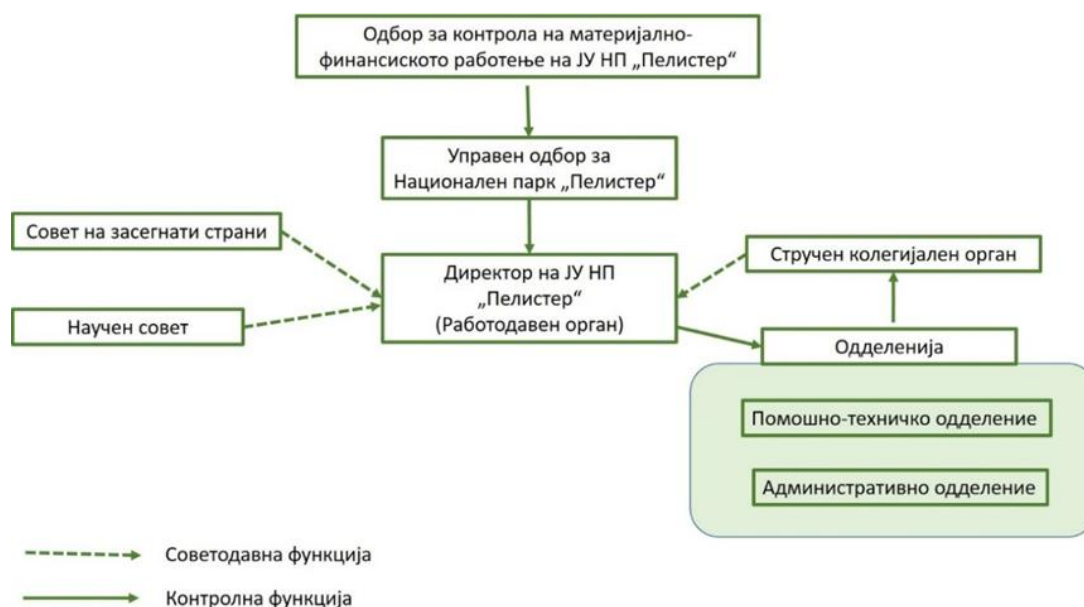 Одбор за контрола на материјално-
финансиското работење на ЈУ НП „Пелистер“
Управен одбор за
Национален парк „Пелистер“
Совет на засегнати страни
Стручен колегијален орган
Директор на ЈУ НП
„Пелистер“
(Работодавен орган)
Научен совет
Одделенија
Помошно-техничко одделение
Административно одделение
Советодавна функција
Контролна функција